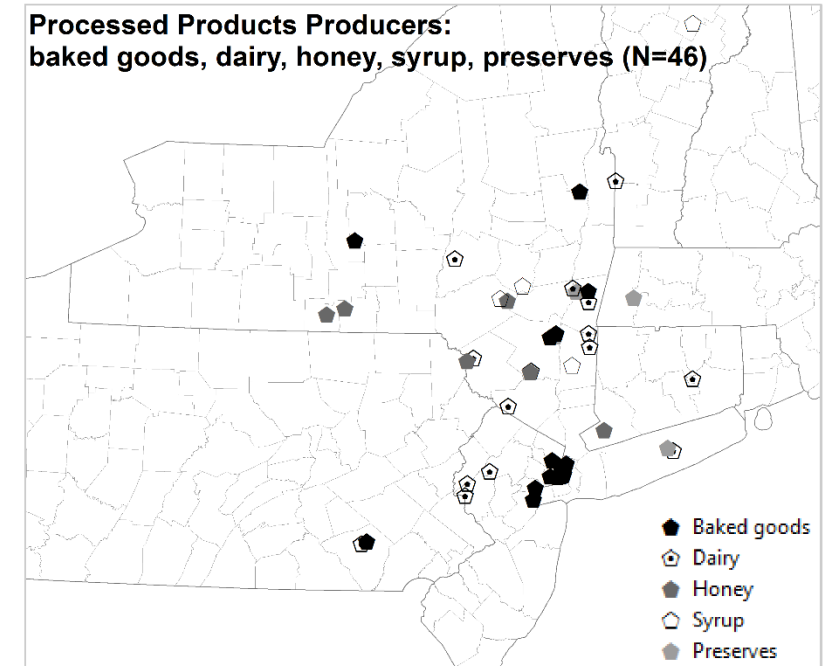 Processed Products Producers:
baked goods, dairy, honey, syrup, preserves (N=46)
Baked goods
Dairy
Honey
Syrup
Preserves